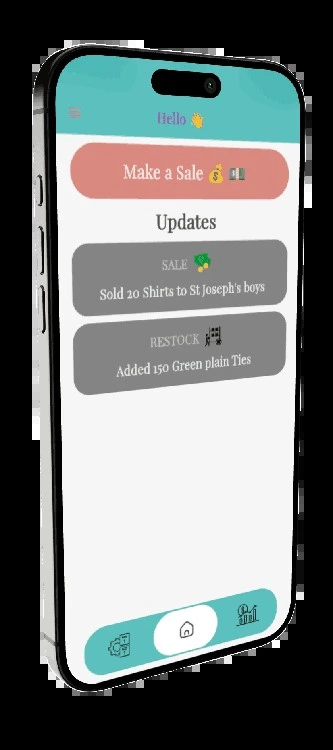 Hello 👋
Make a Sale 💰 💵
Updates
SALE 💸
Sold 20 Shirts to St Joseph's boys
RESTOCK
Added 150 Green plain Ties